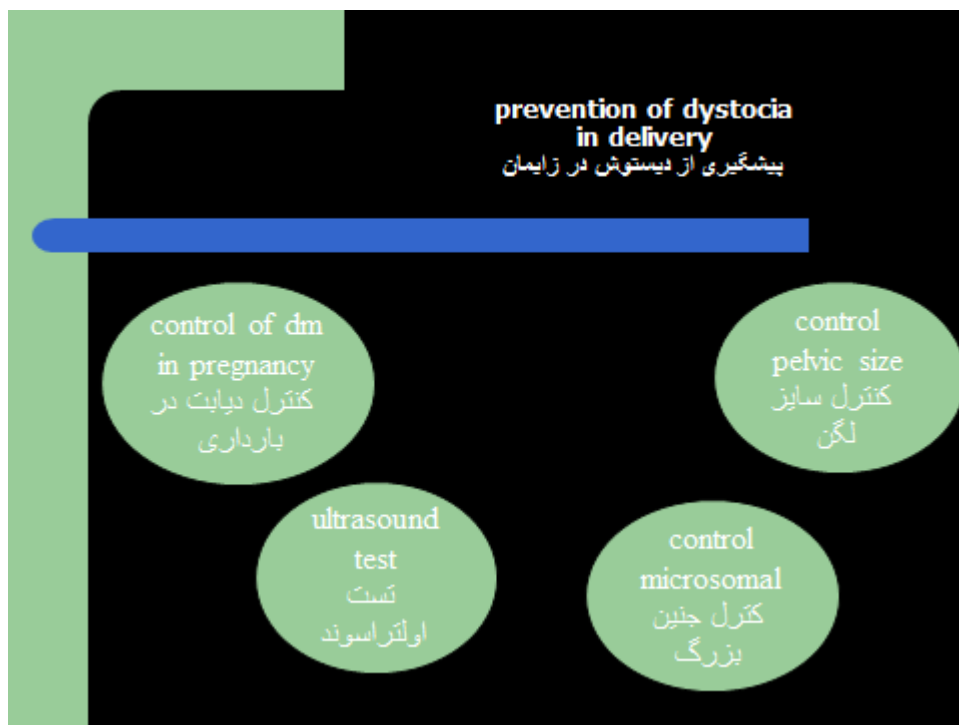 prevention of dystocia
in delivery
پیشگیری از دیستوش در زایمان
control of dm
in pregnancy
کنترل دیابت در
بارداری
control
pelvic size
کنترل سایز
لگن
ultrasound
test
تست
اولتراسوند
control
microsomal
کترل جنین
بزرگ